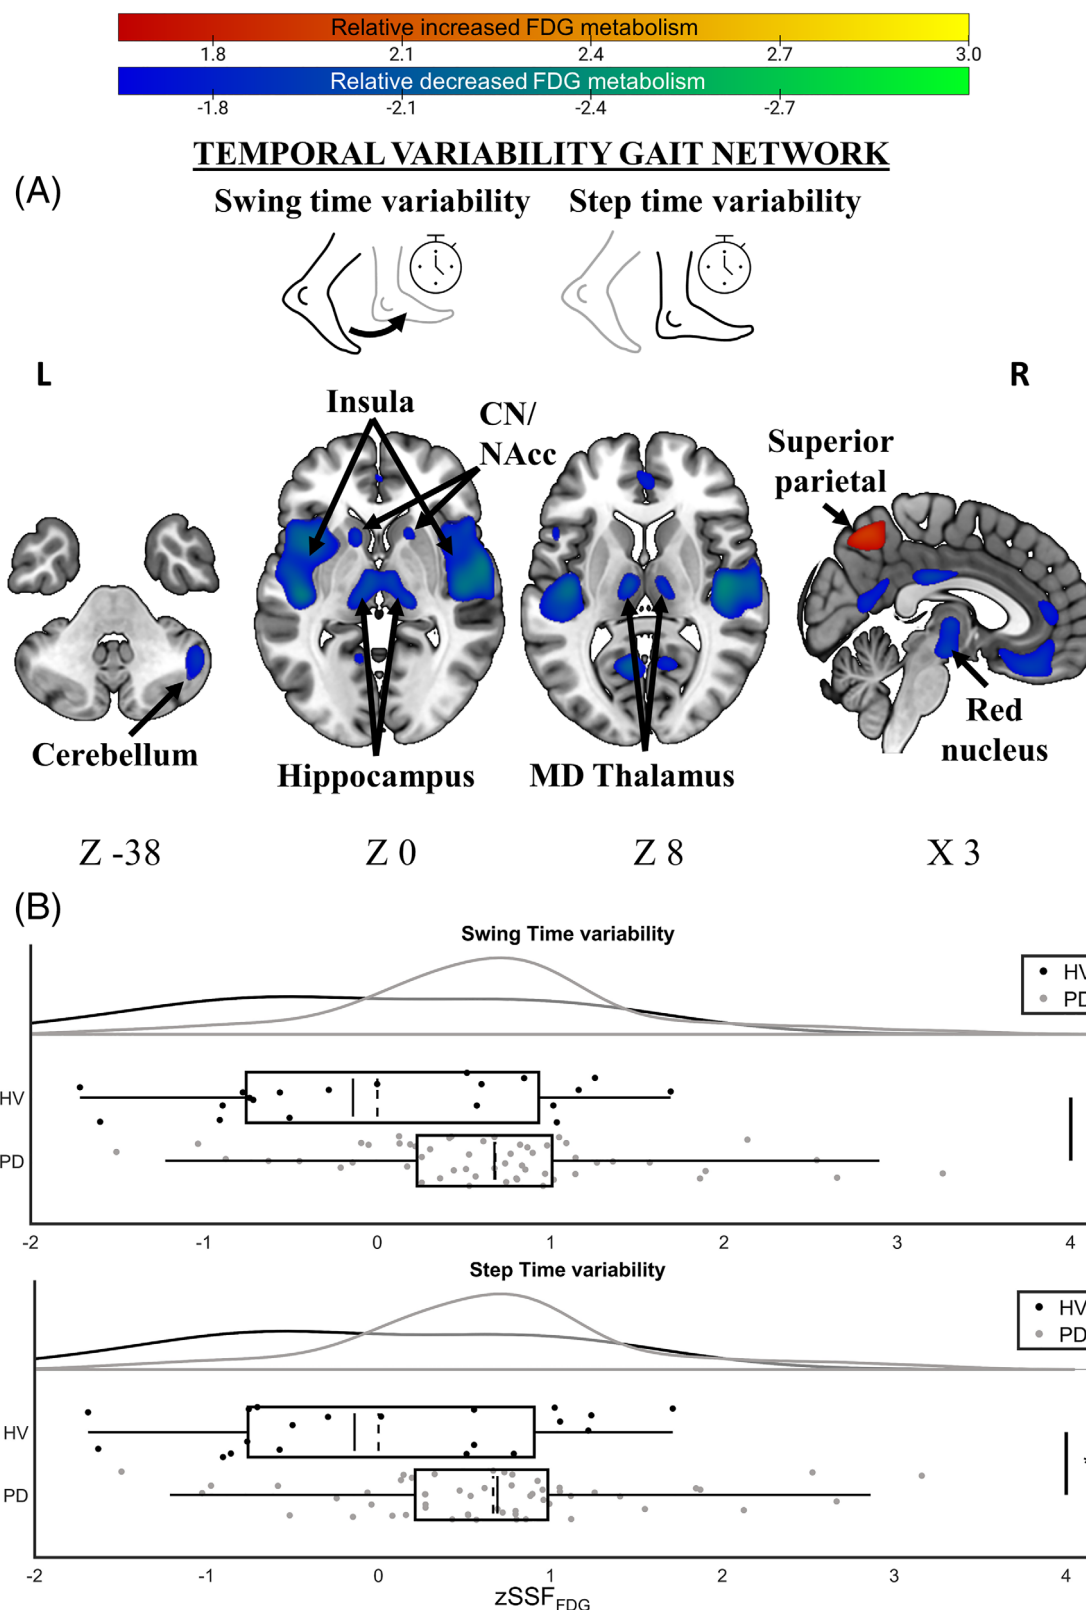 Relative increased FDG metabolism
1.8 2.1 2.4 2.7 3.0
Relative decreased FDG metabolism
-1.8 -2.1 -2.4 -2.7
TEMPORAL VARIABILITY GAIT NETWORK
(A)
Swing time variability Step time variability
L R
Insula
CN/
NAcc
Superior
parietal
Cerebellum
Hippocampus
MD Thalamus
Red
nucleus
Z -38 Z 0 Z 8 X 3
(B)
Swing Time variability
HV
PD
HV
PD
-2 -1 0 1 2 3 4
Step Time variability
HV
PD
HV
PD
*
-2 -1 0 1 2 3 4
zSSF FDG